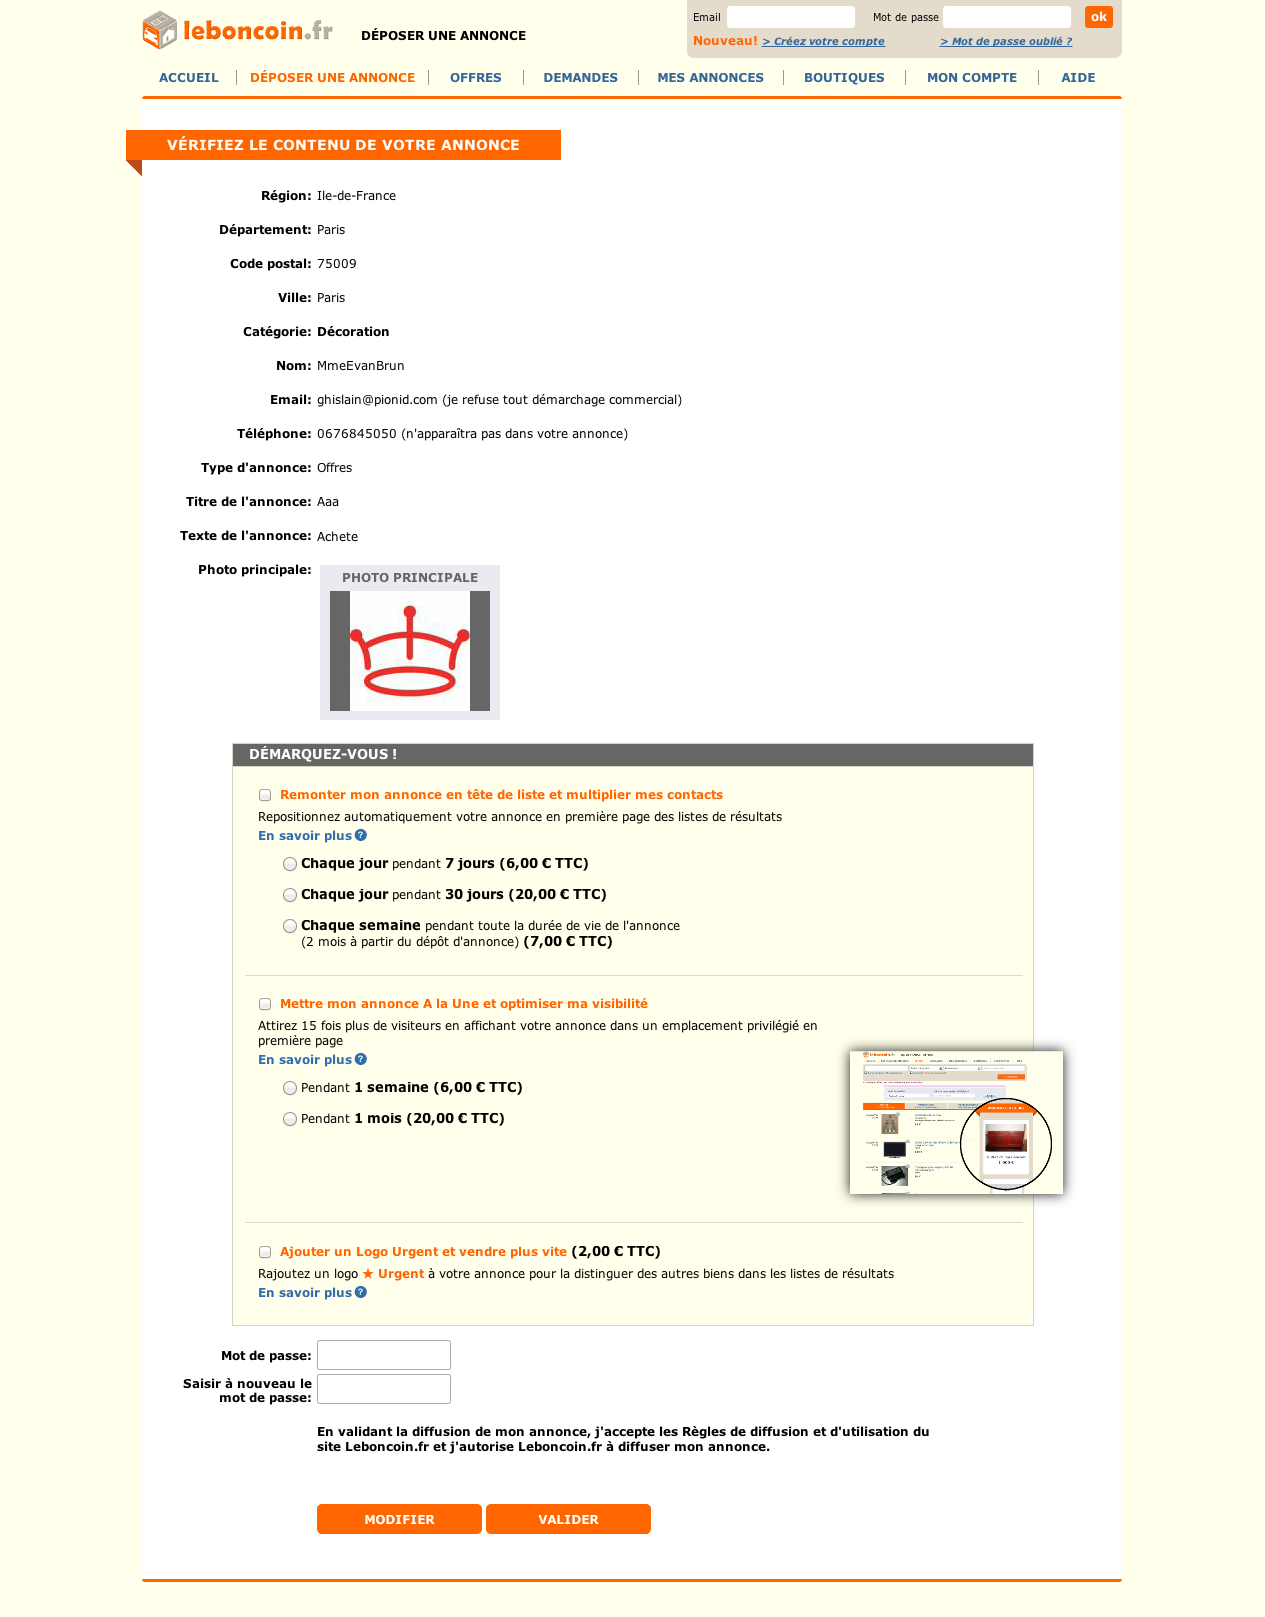 leboncoin.fr
DÉPOSER UNE ANNONCE
Email
Mot de passe
ok
Nouveau! > Créez votre compte
> Mot de passe oublié ?
ACCUEIL
DÉPOSER UNE ANNONCE
OFFRES
DEMANDES
MES ANNONCES
BOUTIQUES
MON COMPTE
AIDE
VÉRIFIEZ LE CONTENU DE VOTRE ANNONCE
Région: Ile-de-France
Département: Paris
Code postal: 75009
Ville: Paris
Catégorie: Décoration
Nom: MmeEvanBrun
Email: ghislain@pionid.com (je refuse tout démarchage commercial)
Téléphone: 0676845050 (n'apparaîtra pas dans votre annonce)
Type d'annonce: Offres
Titre de l'annonce: Aaa
Texte de l'annonce: Achete
Photo principale:
PHOTO PRINCIPALE
DÉMARQUEZ-VOUS !
Remonter mon annonce en tête de liste et multiplier mes contacts
Repositionnez automatiquement votre annonce en première page des listes de résultats
En savoir plus ?
Chaque jour pendant 7 jours (6,00 € TTC)
Chaque jour pendant 30 jours (20,00 € TTC)
Chaque semaine pendant toute la durée de vie de l'annonce
(2 mois à partir du dépôt d'annonce) (7,00 € TTC)
Mettre mon annonce A la Une et optimiser ma visibilité
Attirez 15 fois plus de visiteurs en affichant votre annonce dans un emplacement privilégié en
première page
En savoir plus ?
Pendant 1 semaine (6,00 € TTC)
Pendant 1 mois (20,00 € TTC)
leboncoin.fr
Ajouter un Logo Urgent et vendre plus vite (2,00 € TTC)
Rajoutez un logo ★ Urgent à votre annonce pour la distinguer des autres biens dans les listes de résultats
En savoir plus ?
Mot de passe:
Saisir à nouveau le
mot de passe:
En validant la diffusion de mon annonce, j'accepte les Règles de diffusion et d'utilisation du
site Leboncoin.fr et j'autorise Leboncoin.fr à diffuser mon annonce.
MODIFIER
VALIDER